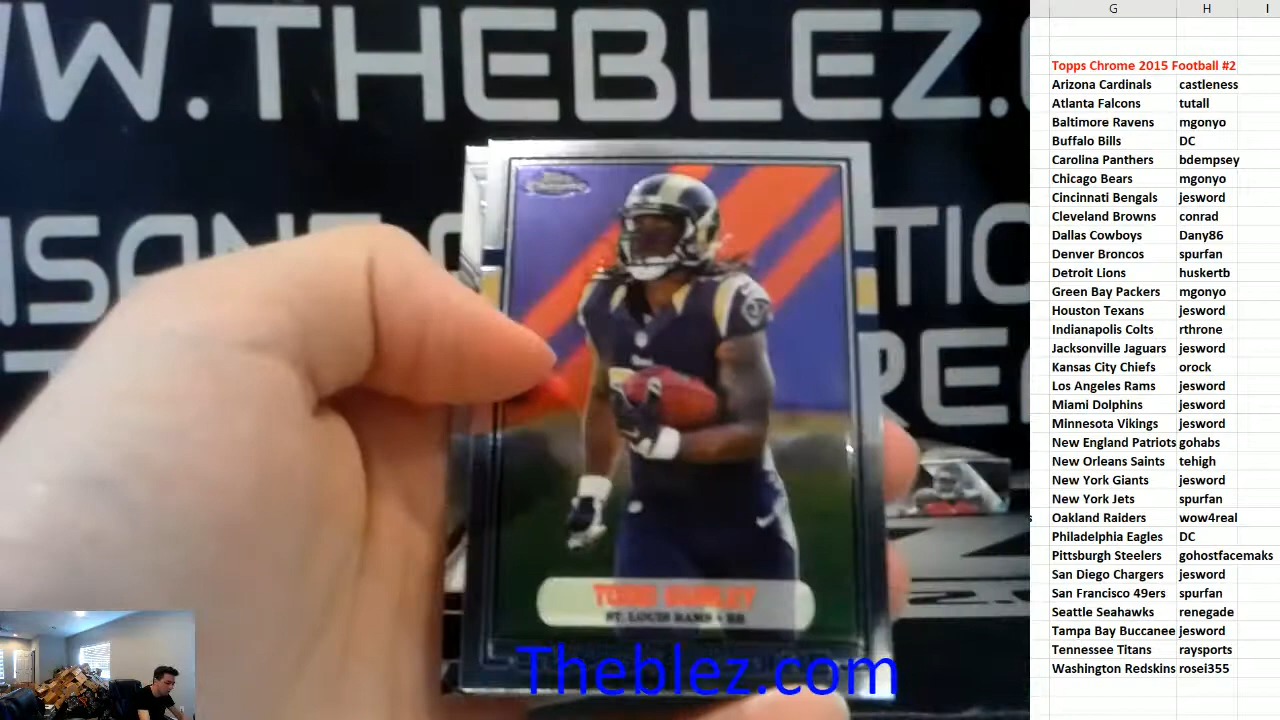 WW.THEBLEZ.C
G
H
I
Topps Chrome 2015 Football #2
Arizona Cardinals castleness
Atlanta Falcons tutall
Baltimore Ravens mgonyo
Buffalo Bills DC
Carolina Panthers bdempsey
Chicago Bears mgonyo
Cincinnati Bengals jesword
Cleveland Browns conrad
Dallas Cowboys Dany86
Denver Broncos spurfan
Detroit Lions huskertb
Green Bay Packers mgonyo
Houston Texans jesword
Indianapolis Colts rthrone
Jacksonville Jaguars jesword
Kansas City Chiefs orock
Los Angeles Rams jesword
Miami Dolphins jesword
Minnesota Vikings jesword
New England Patriots gohabs
New Orleans Saints tehigh
New York Giants jesword
New York Jets spurfan
Oakland Raiders wow4real
Philadelphia Eagles DC
Pittsburgh Steelers gohostfacemaks
San Diego Chargers jesword
San Francisco 49ers spurfan
Seattle Seahawks renegade
Tampa Bay Buccanee jesword
Tennessee Titans raysports
Washington Redskins rosei355
TODD GURLEY
ST. LOUIS RAMS • RB
Theblez.com